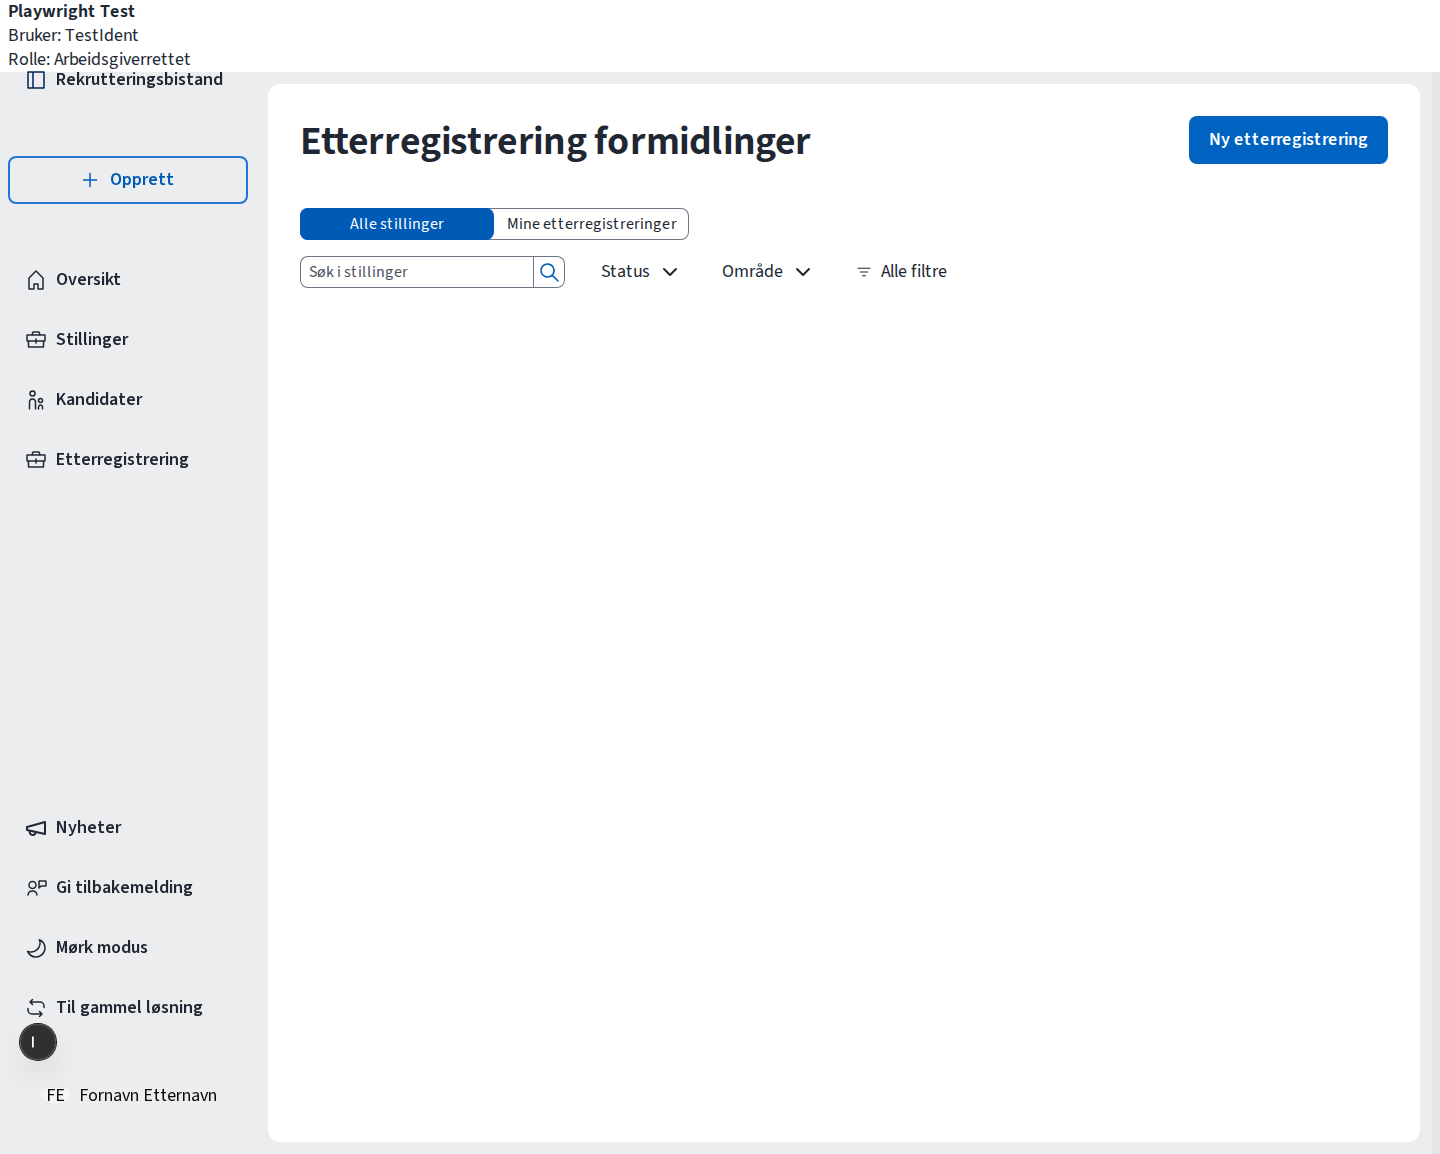 Playwright Test
Bruker: TestIdent
Rolle: Arbeidsgiverrettet
Rekrutteringsbistand
Opprett
Oversikt
Stillinger
Kandidater
Etterregistrering
Nyheter
Gi tilbakemelding
Mørk modus
Til gammel løsning
FE Fornavn Etternavn
Etterregistrering formidlinger
Ny etterregistrering
Alle stillinger
Mine etterregistreringer
Søk i stillinger
Status
Område
Alle filtre